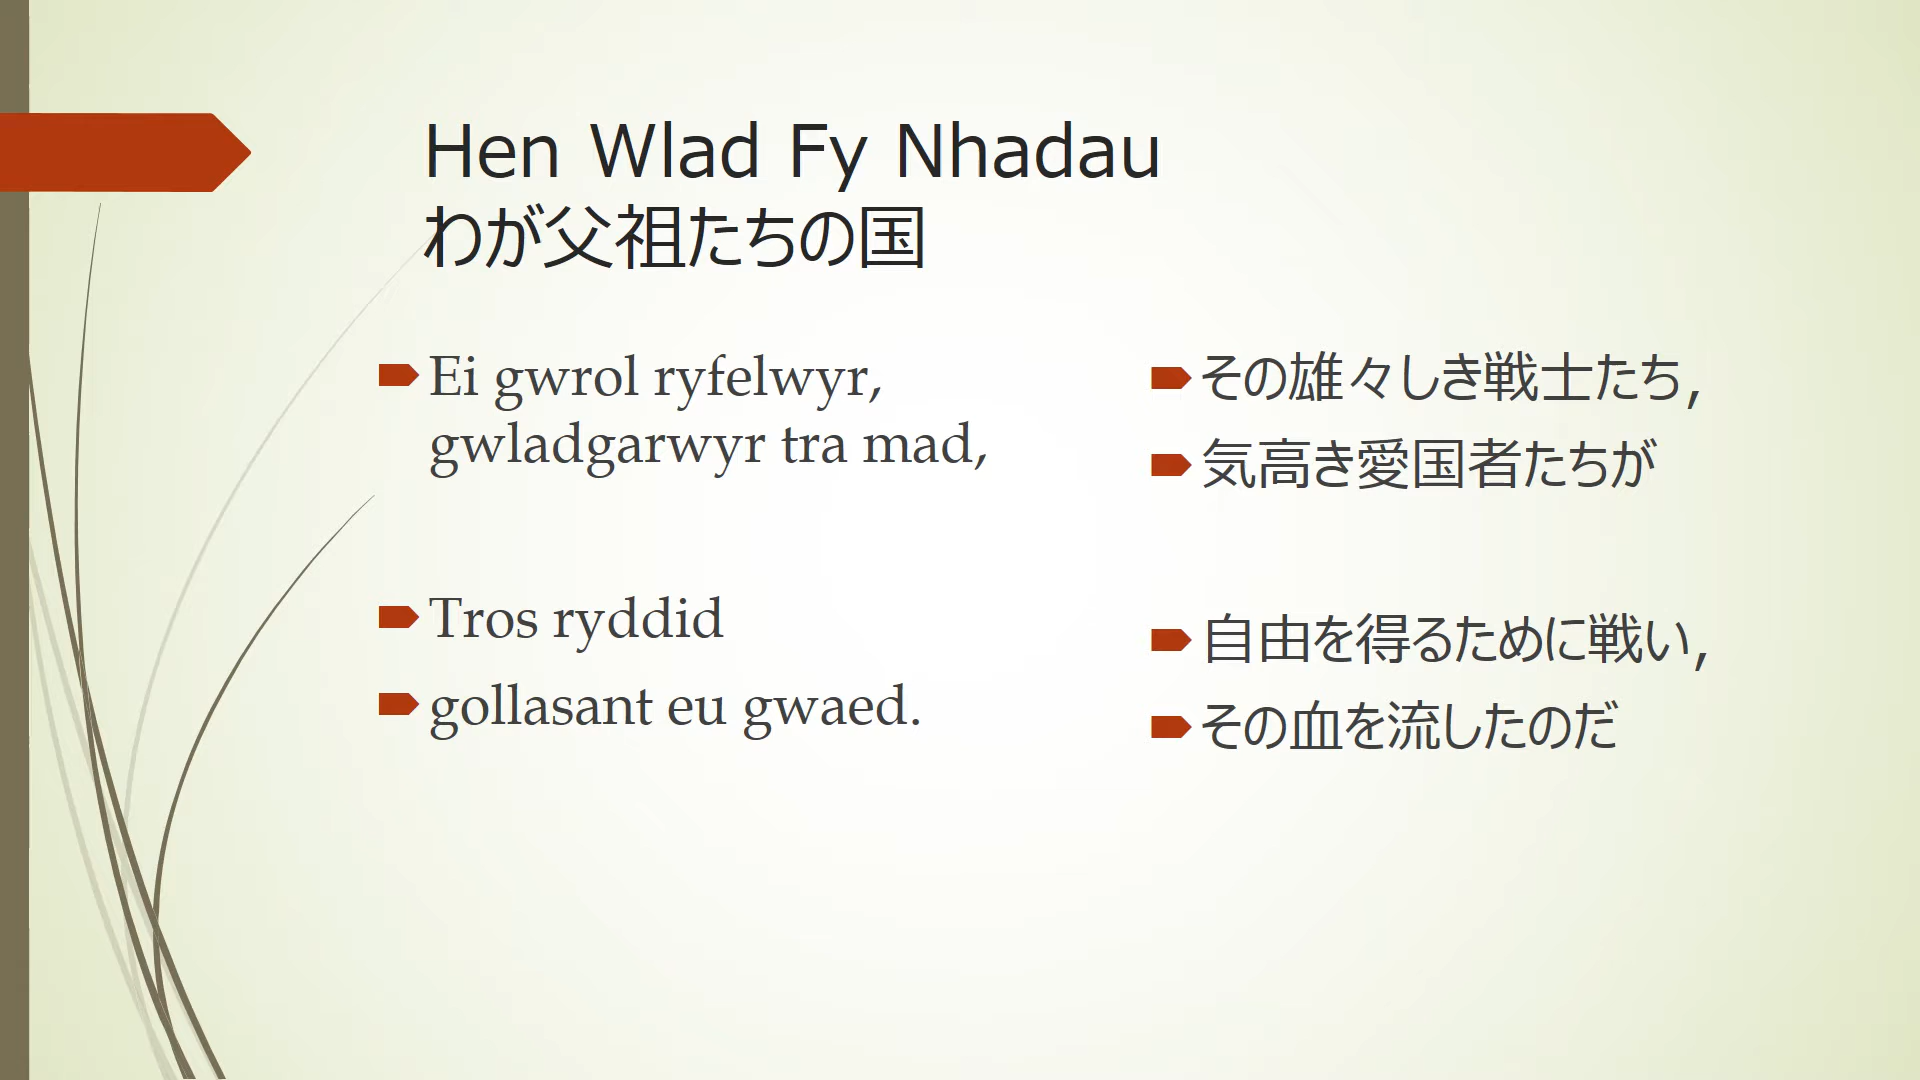 Hen Wlad Fy Nhadau
わが父祖たちの国
Ei gwrol ryfelwyr,
gwladgarwyr tra mad,
Tros ryddid
gollasant eu gwaed.
その雄々しき戦士たち,
気高き愛国者たちが
自由を得るために戦い,
その血を流したのだ